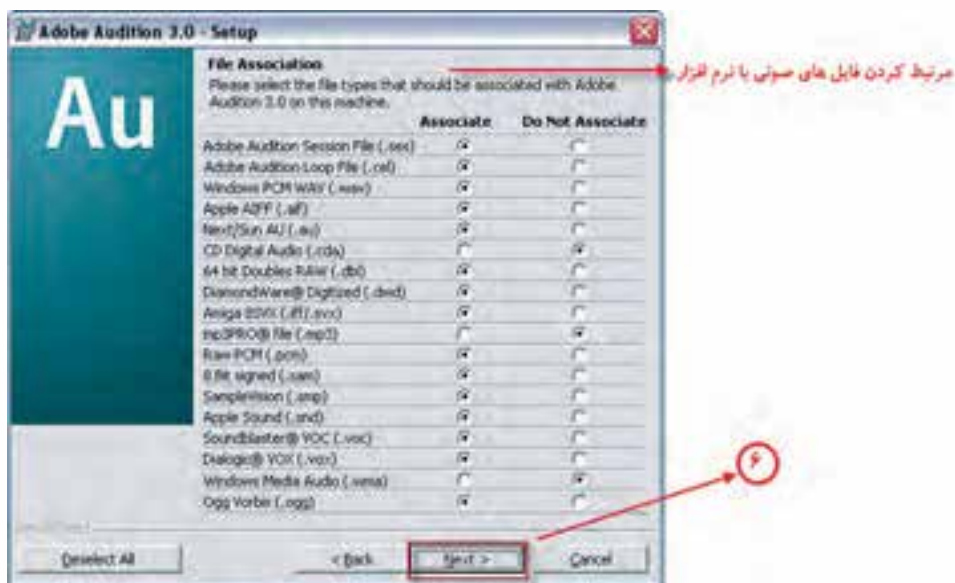 Adobe Audition 3.0 - Setup
Au
File Association
Please select the file types that should be associated with Adobe
Audition 3.0 on this machine.
مرتبط کردن فایل های صوتی با نرم افزار
Associate Do Not Associate
Adobe Audition Session File (.ses)
Adobe Audition Loop File (.cel)
Windows PCM WAV (.wav)
Apple AIFF (.aif)
Next/Sun AU (.au)
CD Digital Audio (.cda)
64 bit Doubles RAW (.dbl)
DiamondWare® Digitized (.dwd)
Amiga 8SVX (.iff/.svx)
mp3PRO® file (.mp3)
Raw PCM (.pcm)
8 Bit signed (.sam)
SampleVision (.smp)
Apple Sound (.snd)
Soundblaster® VOC (.voc)
Dialogic® VOX (.vox)
Windows Media Audio (.wma)
Ogg Vorbis (.ogg)
۶
Deselect All < Back Next > Cancel